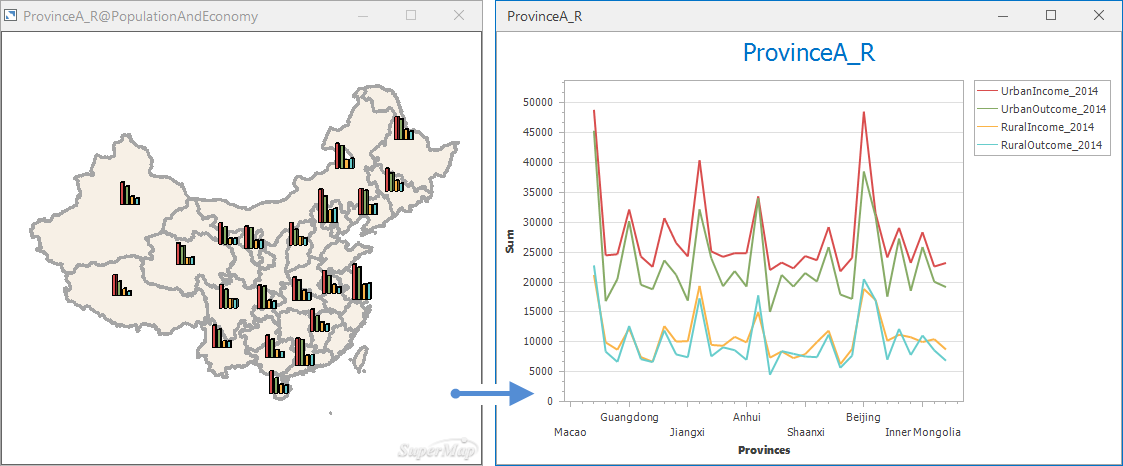 ProvinceA_R@PopulationAndEconomy
SuperMap
ProvinceA_R
ProvinceA_R
UrbanIncome_2014
UrbanOutcome_2014
RuralIncome_2014
RuralOutcome_2014
Sum
50000
45000
40000
35000
30000
25000
20000
15000
10000
5000
0
Guangdong Anhui Beijing
Macao Jiangxi Shaanxi Inner Mongolia
Provinces